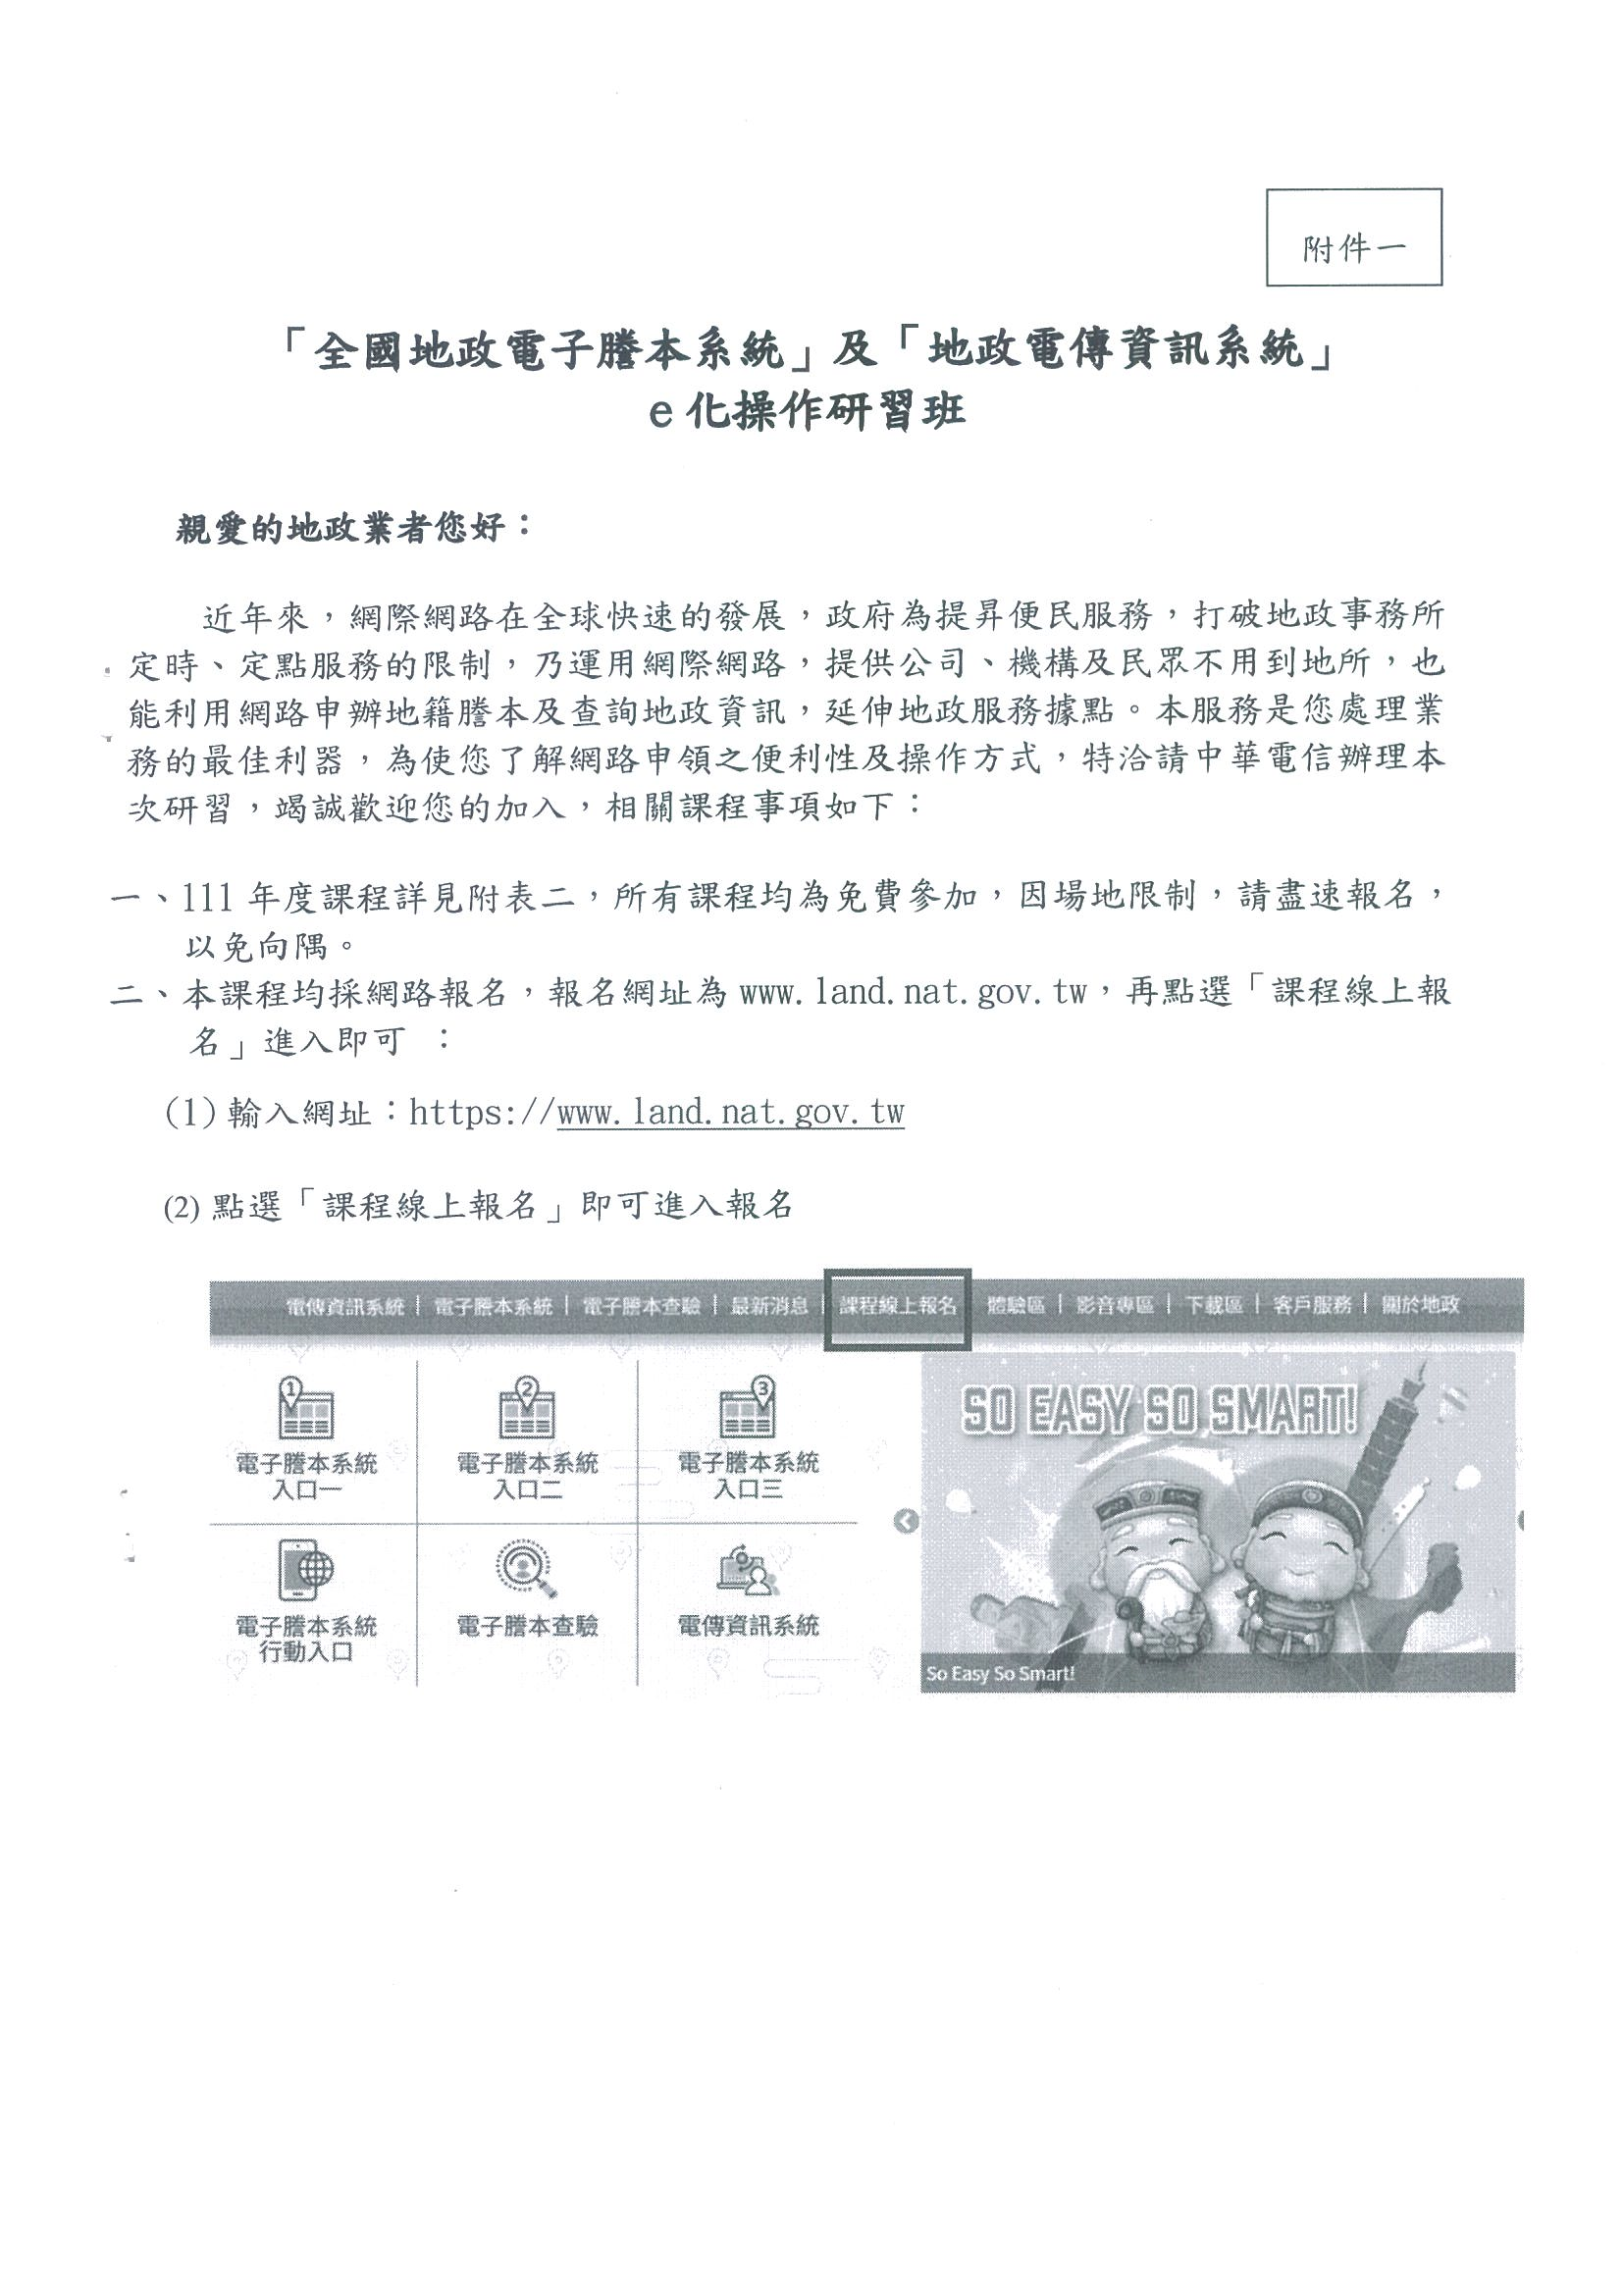 附件一
「全國地政電子謄本系統」及「地政電傳資訊系統」
e化操作研習班
親愛的地政業者您好：
近年來，網際網路在全球快速的發展，政府為提昇便民服務，打破地政事務所
定時、定點服務的限制，乃運用網際網路，提供公司、機構及民眾不用到地所，也
能利用網路申辦地籍謄本及查詢地政資訊，延伸地政服務據點。本服務是您處理業
務的最佳利器，為使您了解網路申領之便利性及操作方式，特洽請中華電信辦理本
次研習，竭誠歡迎您的加入，相關課程事項如下：
一、111 年度課程詳見附表二，所有課程均為免費參加，因場地限制，請盡速報名，
以免向隅。
二、本課程均採網路報名，報名網址為 www.land.nat.gov.tw，再點選「課程線上報
名」進入即可 ：
(1) 輸入網址：https://www.land.nat.gov.tw
(2) 點選「課程線上報名」即可進入報名
電傳資訊系統 | 電子謄本系統 | 電子謄本查驗 | 最新消息 | 課程線上報名 體驗區 | 影音專區 | 下載區 | 客戶服務 | 關於地政
1 2 3
電子謄本系統 電子謄本系統 電子謄本系統
入口一 入口二 入口三
電子謄本系統 電子謄本查驗 電傳資訊系統
行動入口
SO EASY SO SMART!
So Easy So Smart!